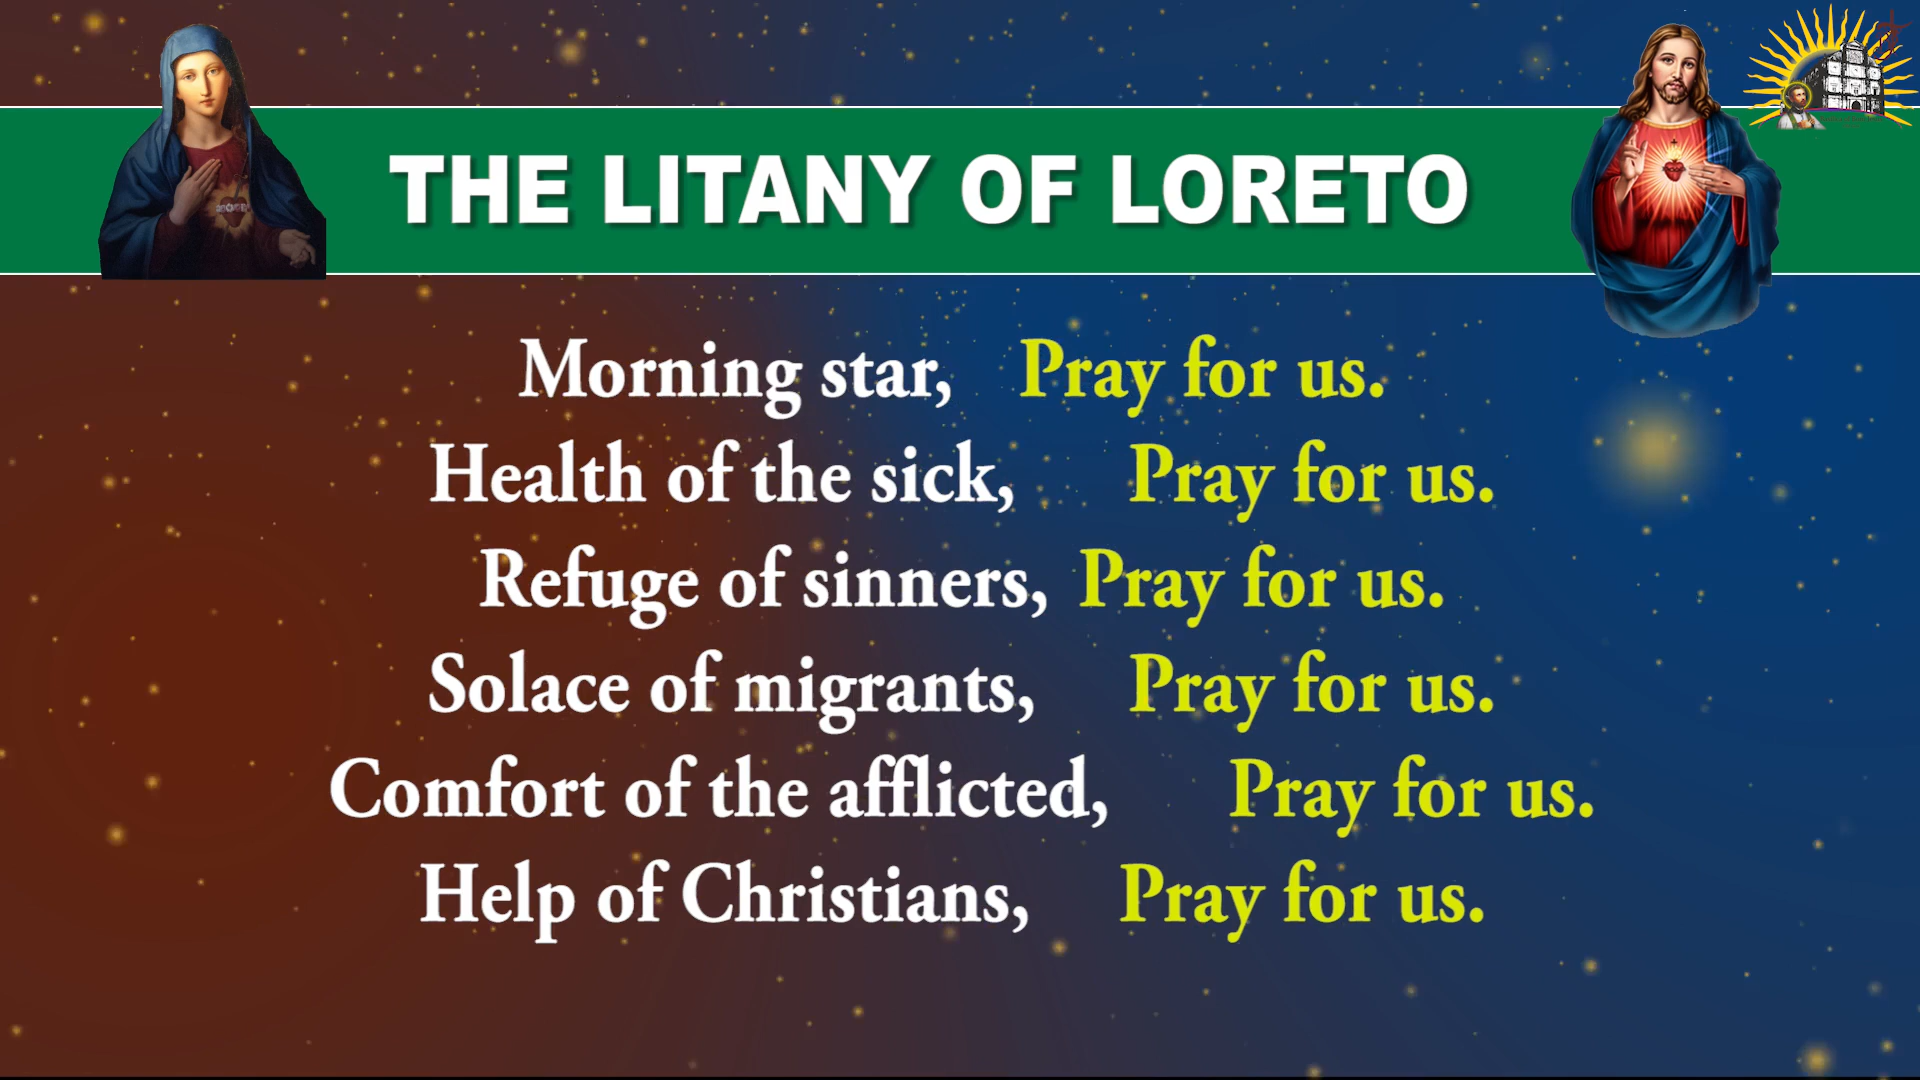 THE LITANY OF LORETO
Morning star, Pray for us.
Health of the sick, Pray for us.
Refuge of sinners, Pray for us.
Solace of migrants, Pray for us.
Comfort of the afflicted, Pray for us.
Help of Christians, Pray for us.